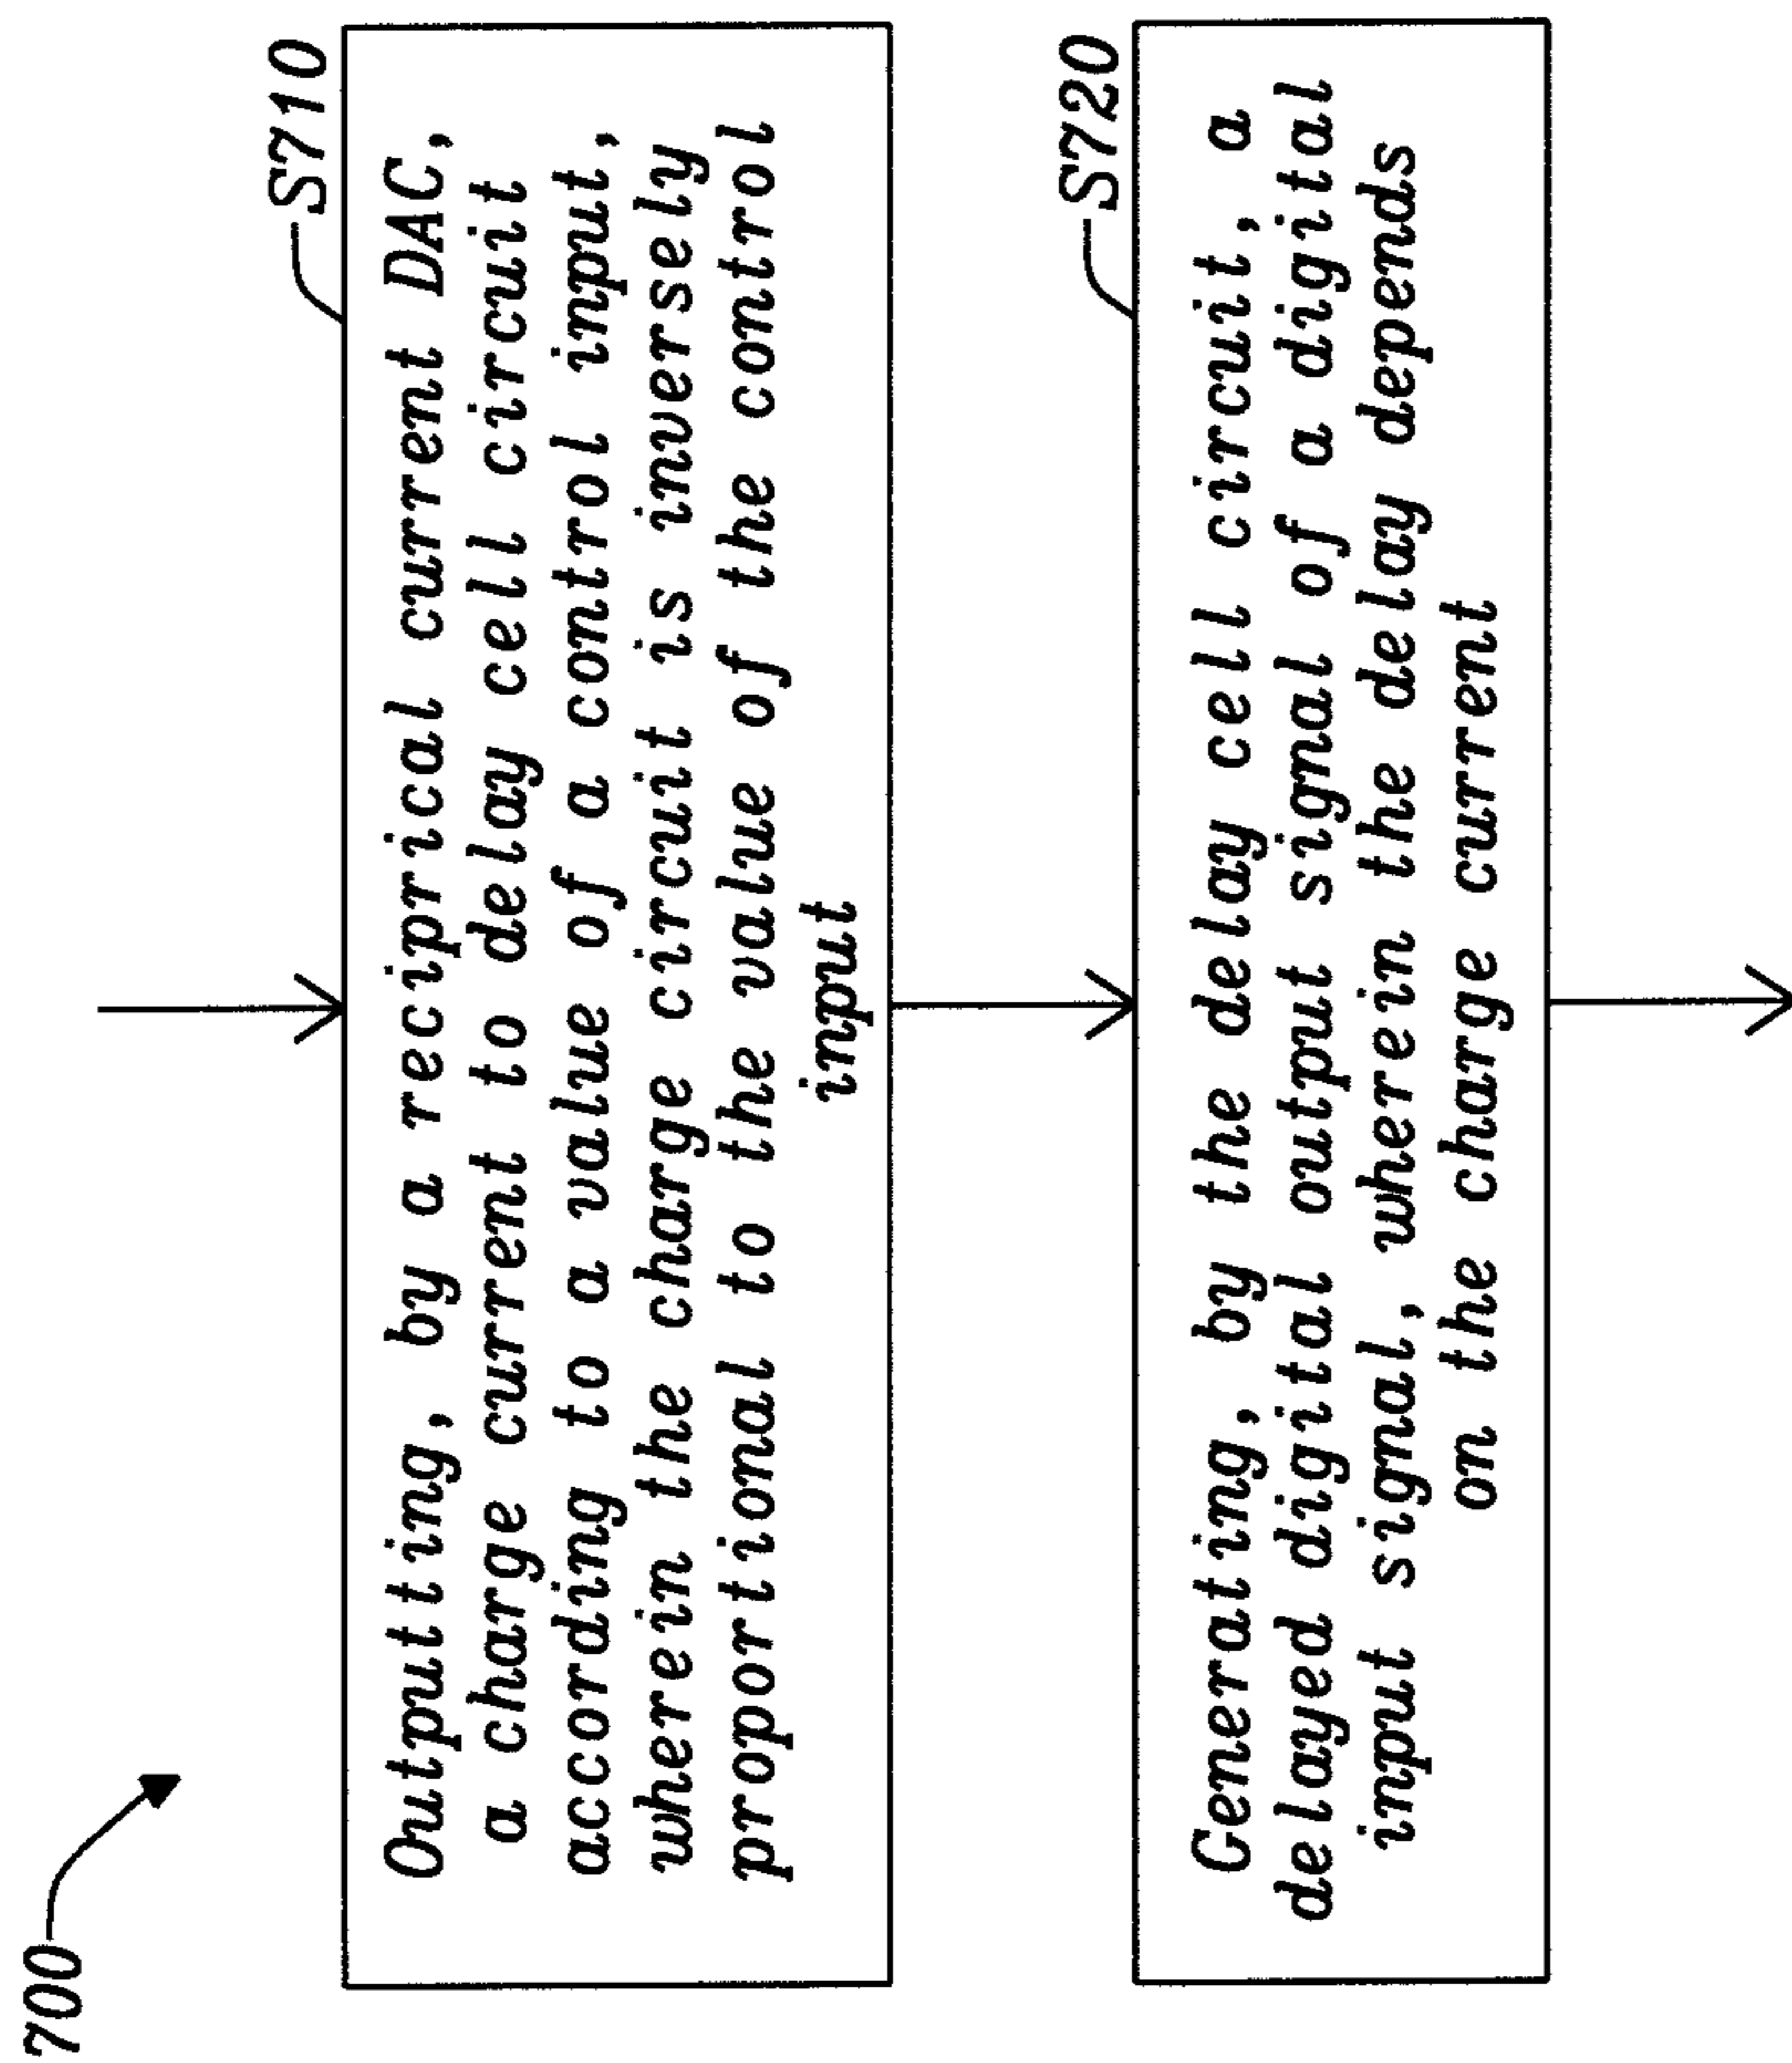 700
S710
Outputting, by a reciprical current DAC,
a charge current to delay cell circuit
according to a value of a control input,
wherein the charge circuit is inversely
proportional to the value of the control
input
S720
Generating, by the delay cell circuit, a
delayed digital output signal of a digital
input signal, wherein the delay depends
on the charge current